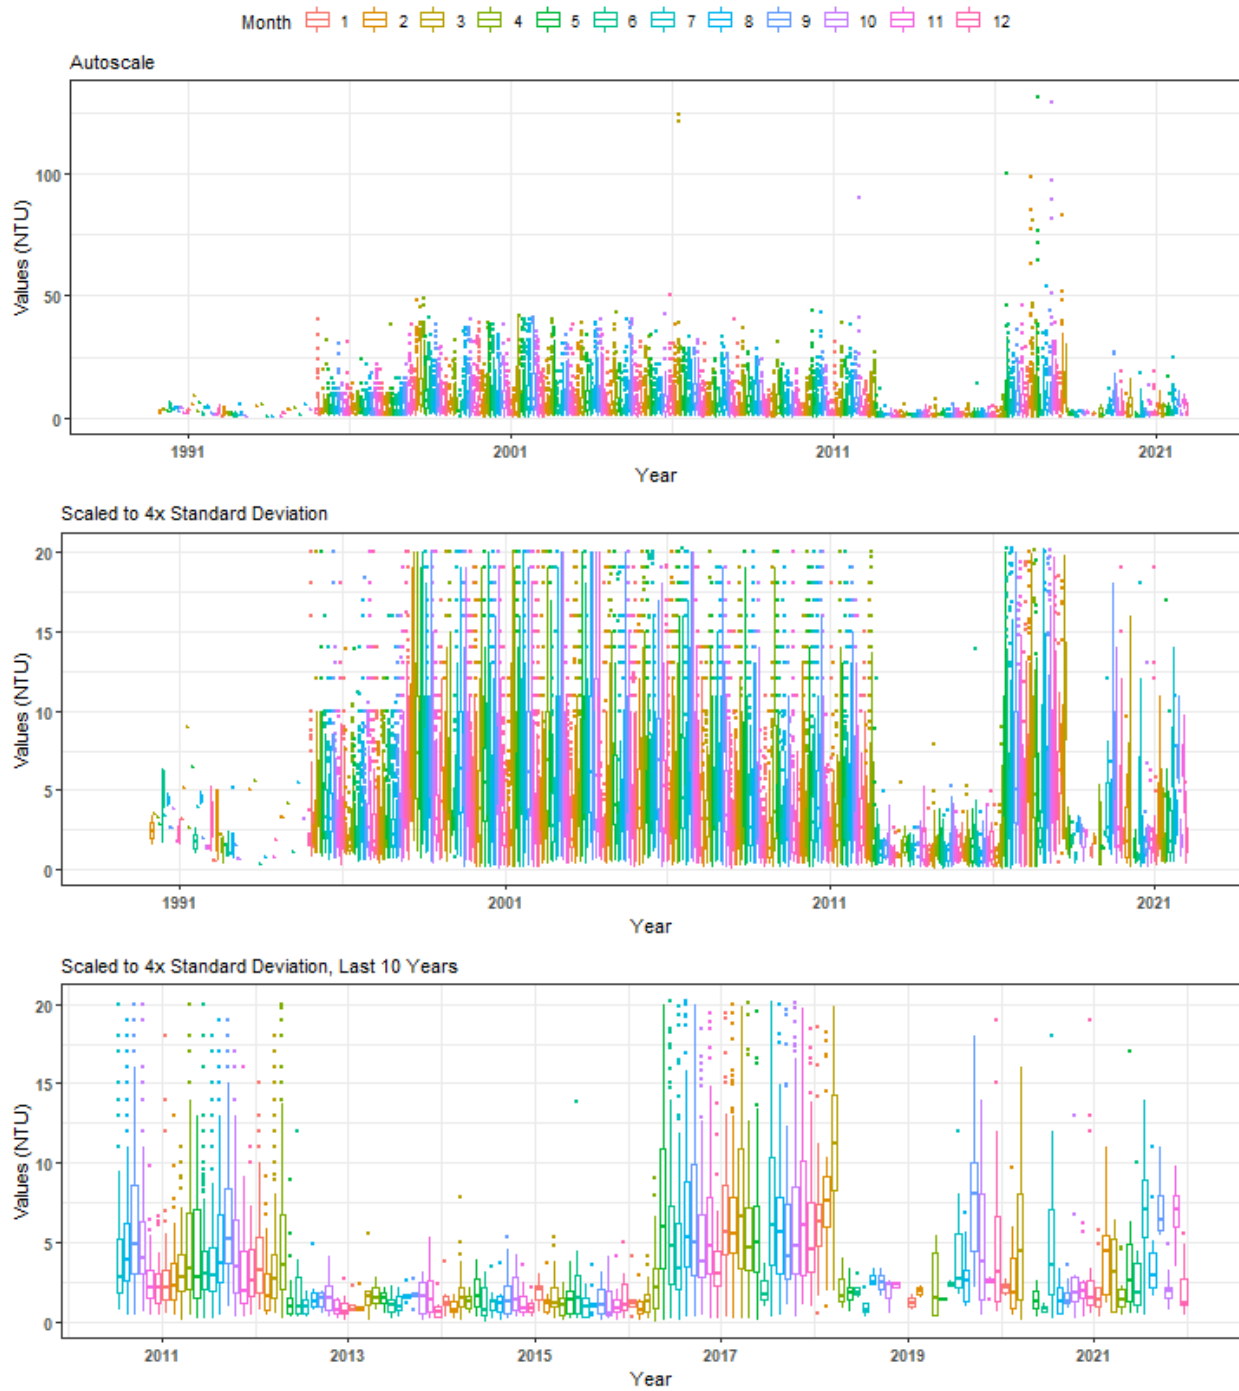 Month 1 2 3 4 5 6 7 8 9 10 11 12
Autoscale
Values (NTU)
100
50
0
1991 2001 2011 2021
Year
Scaled to 4x Standard Deviation
Values (NTU)
20
15
10
5
0
1991 2001 2011 2021
Year
Scaled to 4x Standard Deviation, Last 10 Years
Values (NTU)
20
15
10
5
0
2011 2013 2015 2017 2019 2021
Year